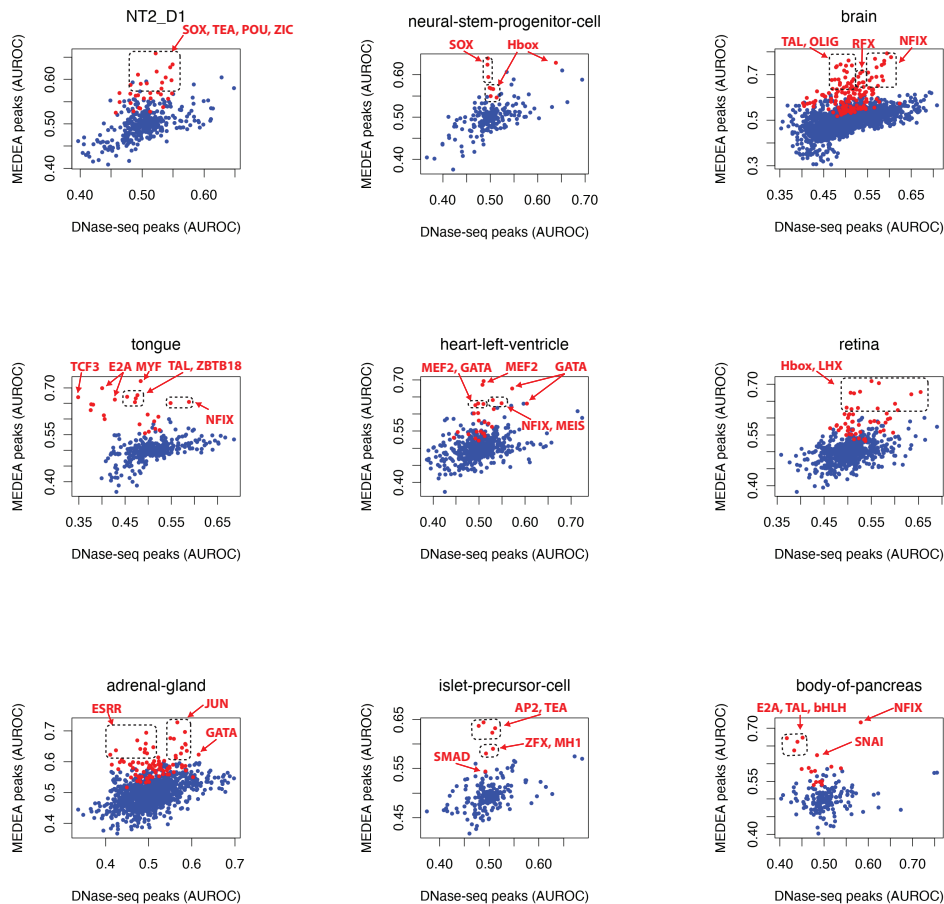 NT2_D1
SOX, TEA, POU, ZIC
MEDEA peaks (AUROC)
0.40 0.50 0.60
0.40 0.50 0.60
DNase-seq peaks (AUROC)
neural-stem-progenitor-cell
SOX Hbox
MEDEA peaks (AUROC)
0.40 0.50 0.60
0.40 0.50 0.60 0.70
DNase-seq peaks (AUROC)
brain
TAL, OLIG RFX NFIX
MEDEA peaks (AUROC)
0.3 0.5 0.7
0.35 0.45 0.55 0.65
DNase-seq peaks (AUROC)
tongue
TCF3 E2A MYF TAL, ZBTB18
NFIX
MEDEA peaks (AUROC)
0.40 0.55 0.70
0.35 0.45 0.55 0.65
DNase-seq peaks (AUROC)
heart-left-ventricle
MEF2, GATA MEF2 GATA
NFIX, MEIS
MEDEA peaks (AUROC)
0.40 0.55 0.70
0.40 0.50 0.60 0.70
DNase-seq peaks (AUROC)
retina
Hbox, LHX
MEDEA peaks (AUROC)
0.40 0.55 0.70
0.35 0.45 0.55 0.65
DNase-seq peaks (AUROC)
adrenal-gland
ESRR JUN
GATA
MEDEA peaks (AUROC)
0.4 0.5 0.6 0.7
0.4 0.5 0.6 0.7
DNase-seq peaks (AUROC)
islet-precursor-cell
AP2, TEA
ZFX, MH1
SMAD
MEDEA peaks (AUROC)
0.45 0.55 0.65
0.40 0.50 0.60
DNase-seq peaks (AUROC)
body-of-pancreas
E2A, TAL, bHLH NFIX
SNAI
MEDEA peaks (AUROC)
0.40 0.55 0.70
0.40 0.50 0.60 0.70
DNase-seq peaks (AUROC)